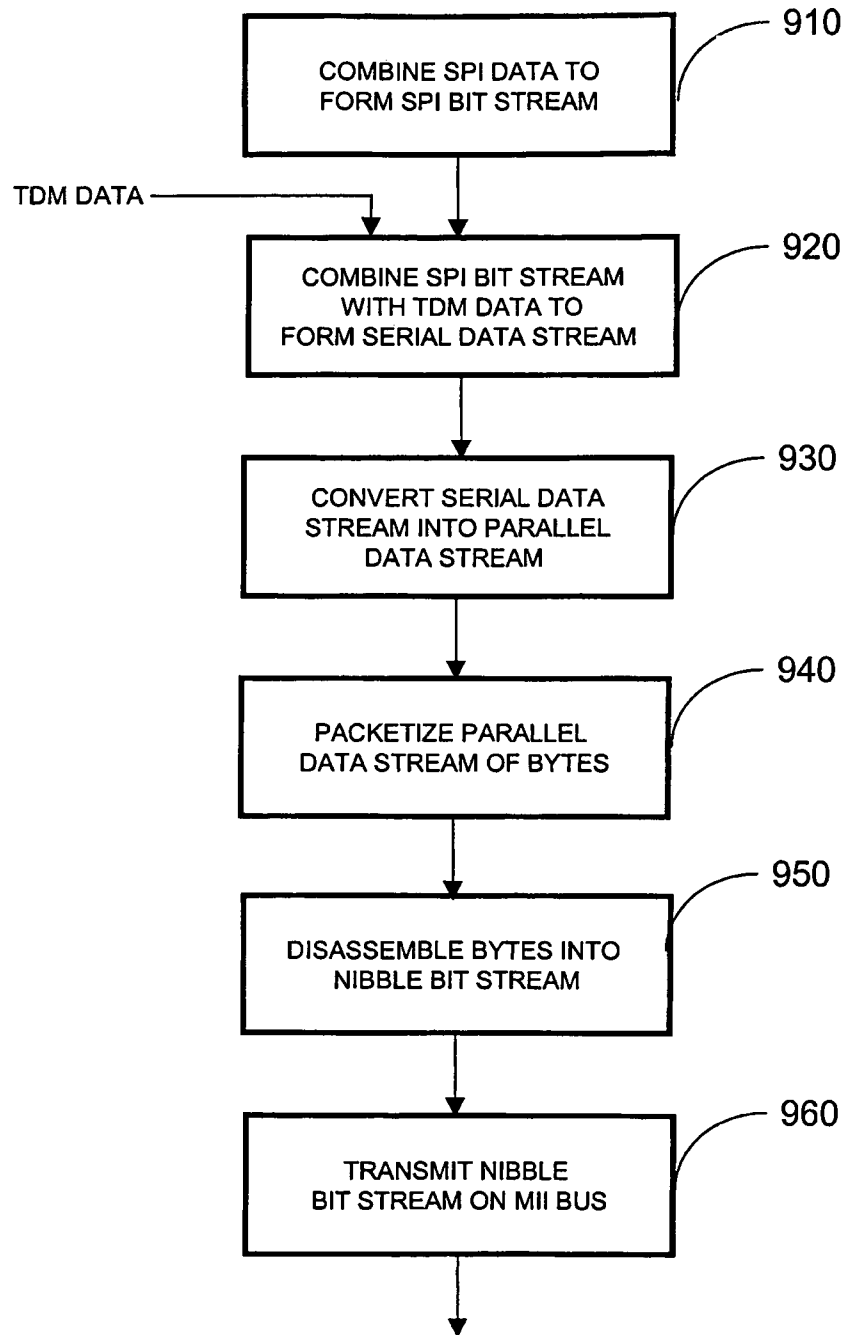 910
COMBINE SPI DATA TO
FORM SPI BIT STREAM
TDM DATA
920
COMBINE SPI BIT STREAM
WITH TDM DATA TO
FORM SERIAL DATA STREAM
930
CONVERT SERIAL DATA
STREAM INTO PARALLEL
DATA STREAM
940
PACKETIZE PARALLEL
DATA STREAM OF BYTES
950
DISASSEMBLE BYTES INTO
NIBBLE BIT STREAM
960
TRANSMIT NIBBLE
BIT STREAM ON MII BUS